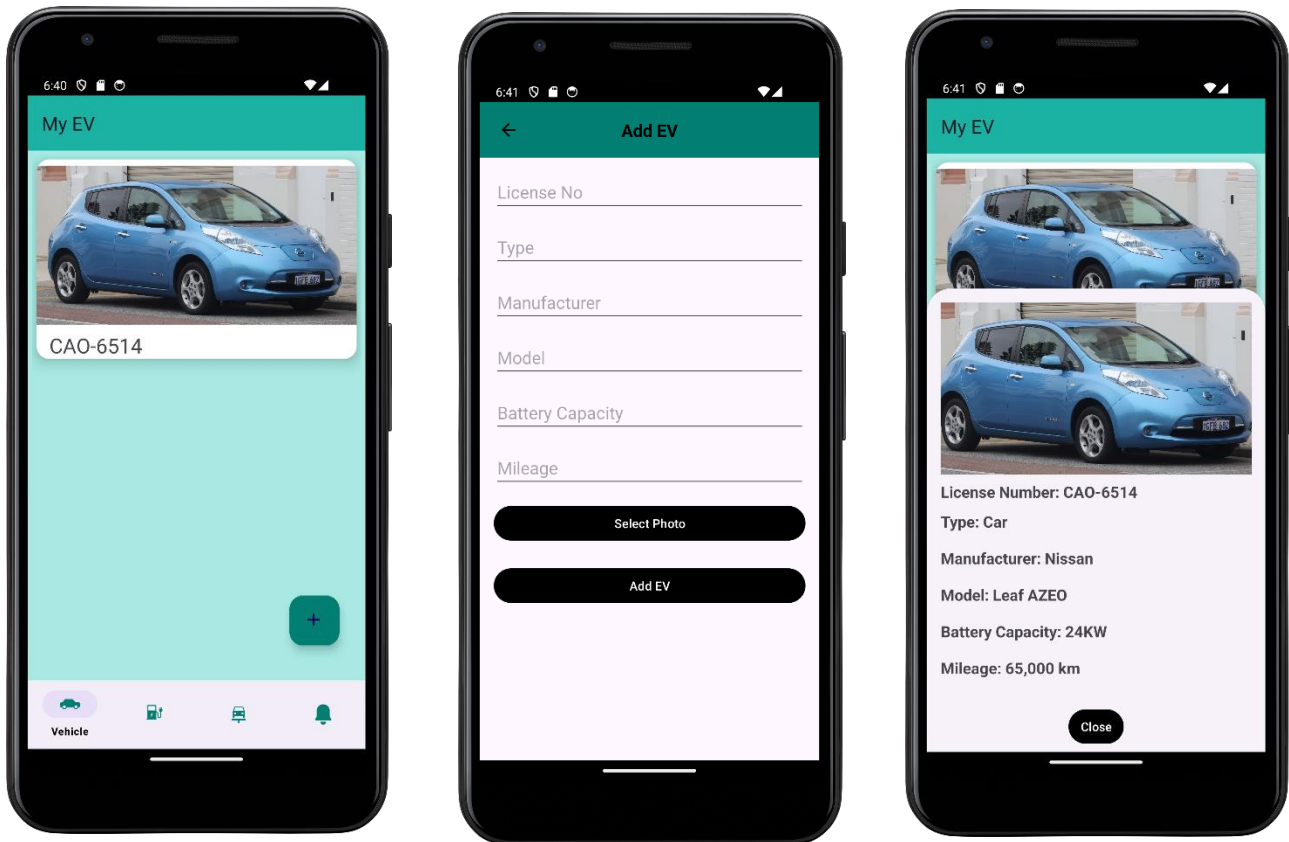 6:40
My EV
CAO-6514
+
Vehicle
6:41
Add EV
License No
Type
Manufacturer
Model
Battery Capacity
Mileage
Select Photo
Add EV
6:41
My EV
License Number: CAO-6514
Type: Car
Manufacturer: Nissan
Model: Leaf AZEO
Battery Capacity: 24KW
Mileage: 65,000 km
Close